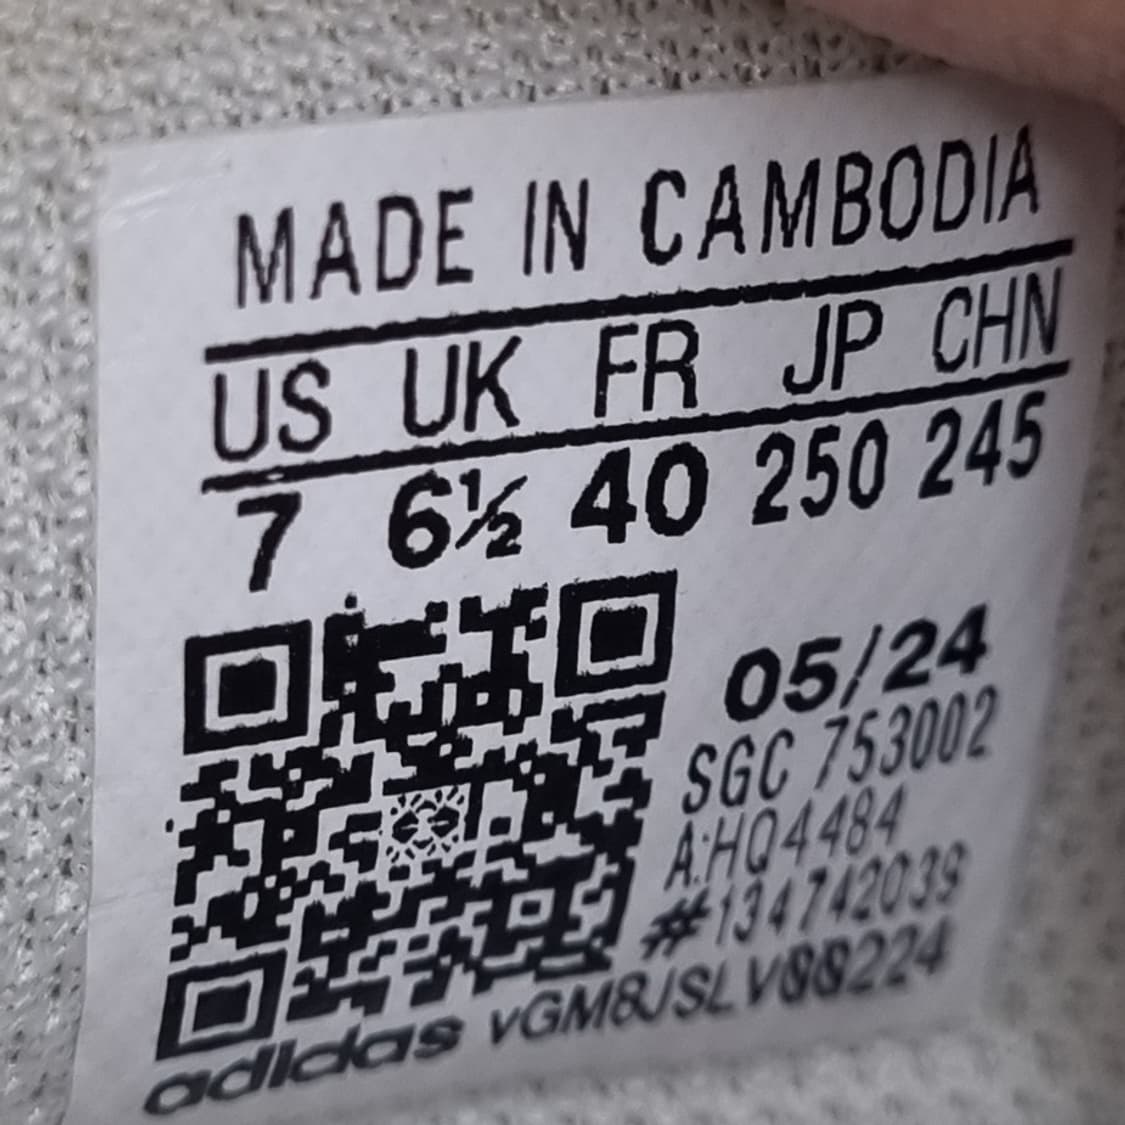 MADE IN CAMBODIA
US UK FR JP CHN
7 6½ 40 250 245
05/24
SGC 753002
A:HQ4484
#134742039
adidas vGM8JSLV88224